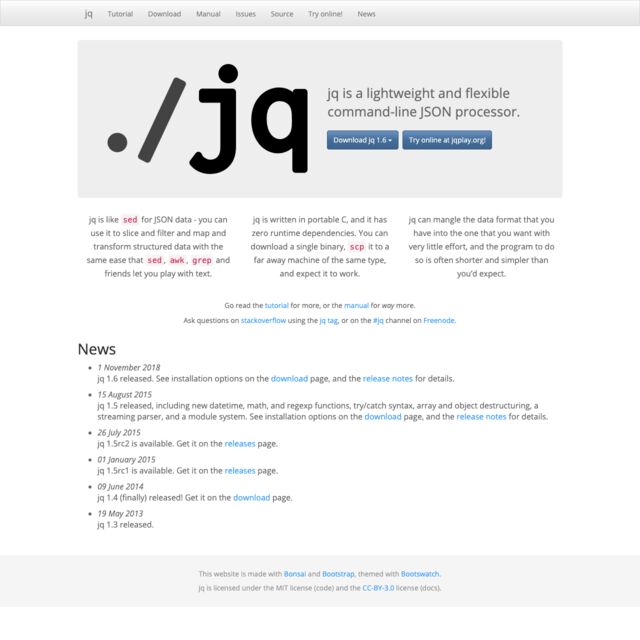 jq Tutorial Download Manual Issues Source Try online! News
./jq
jq is a lightweight and flexible
command-line JSON processor.
Download jq 1.6 Try online at jqplay.org!
jq is like sed for JSON data - you can
use it to slice and filter and map and
transform structured data with the
same ease that sed, awk, grep and
friends let you play with text.
jq is written in portable C, and it has
zero runtime dependencies. You can
download a single binary, scp it to a
far away machine of the same type,
and expect it to work.
jq can mangle the data format that you
have into the one that you want with
very little effort, and the program to do
so is often shorter and simpler than
you'd expect.
Go read the tutorial for more, or the manual for way more.
Ask questions on stackoverflow using the jq tag, or on the #jq channel on Freenode.
News
1 November 2018
jq 1.6 released. See installation options on the download page, and the release notes for details.
15 August 2015
jq 1.5 released, including new datetime, math, and regexp functions, try/catch syntax, array and object destructuring, a
streaming parser, and a module system. See installation options on the download page, and the release notes for details.
26 July 2015
jq 1.5rc2 is available. Get it on the releases page.
01 January 2015
jq 1.5rc1 is available. Get it on the releases page.
09 June 2014
jq 1.4 (finally) released! Get it on the download page.
19 May 2013
jq 1.3 released.
This website is made with Bonsai and Bootstrap, themed with Bootswatch.
jq is licensed under the MIT license (code) and the CC-BY-3.0 license (docs).